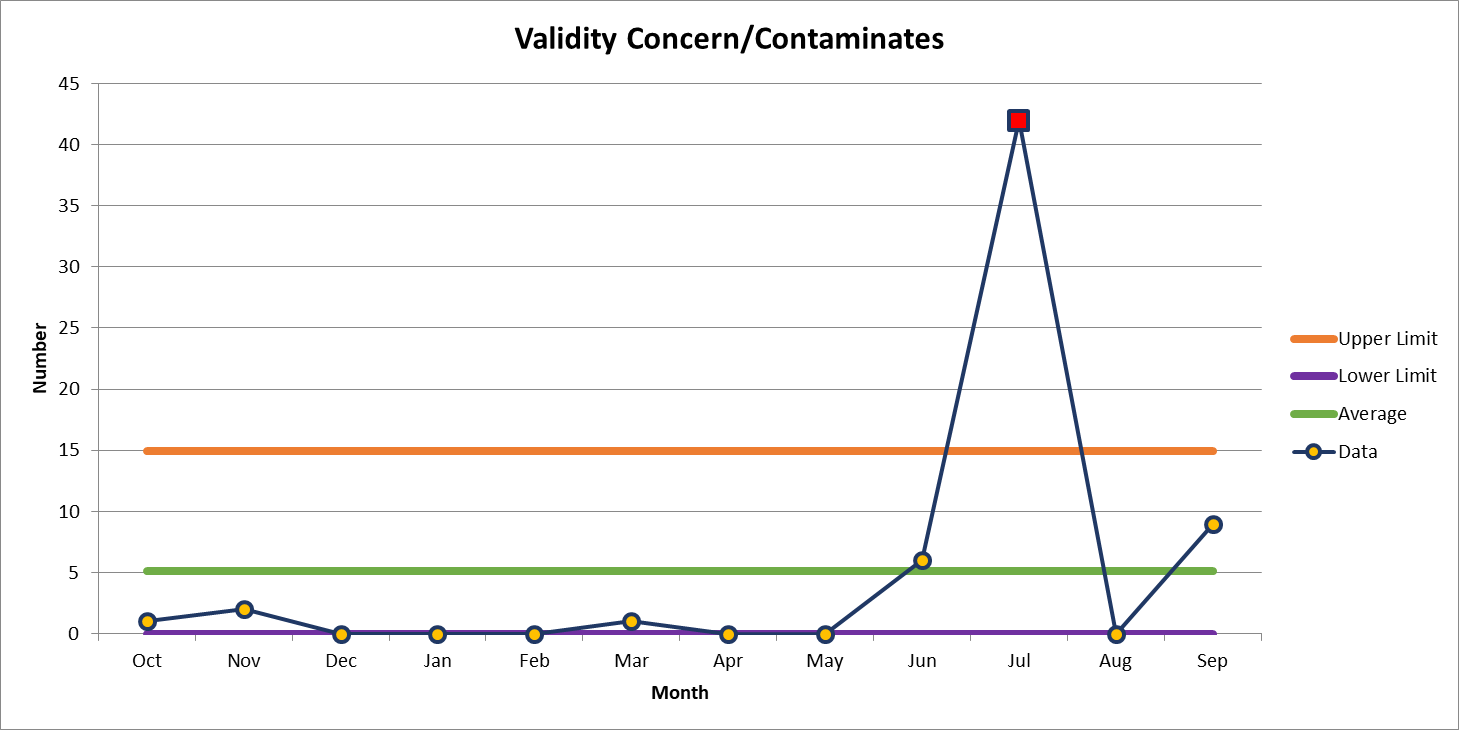 Validity Concern/Contaminates
45
40
35
30
25
20
15
10
5
0
Number
Oct Nov Dec Jan Feb Mar Apr May Jun Jul Aug Sep
Month
Upper Limit
Lower Limit
Average
Data